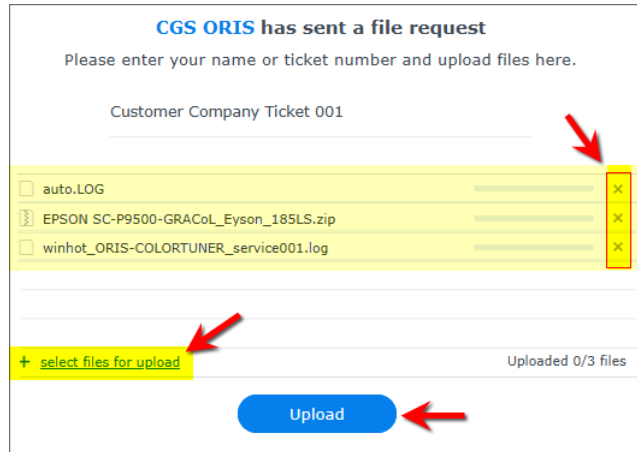 CGS ORIS has sent a file request
Please enter your name or ticket number and upload files here.
Customer Company Ticket 001
auto.LOG
EPSON SC-P9500-GRACoL_Eyson_185LS.zip
winhot_ORIS-COLORTUNER_service001.log
+ select files for upload
Uploaded 0/3 files
Upload